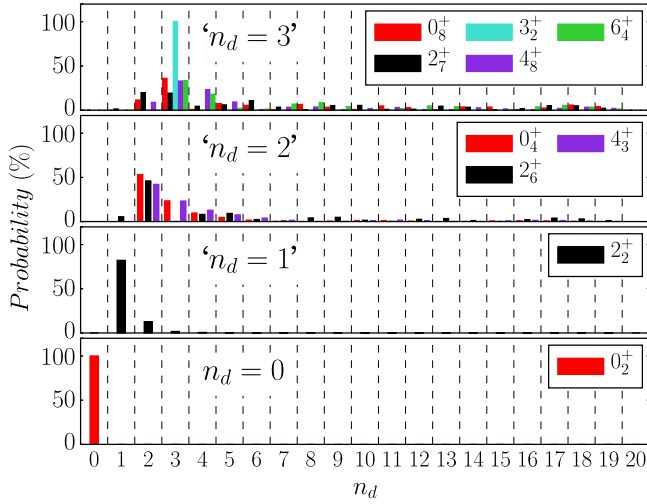 100
50
0
‘n_d = 3’
0_8^+ 3_2^+ 6_4^+
2_7^+ 4_8^+
100
50
0
‘n_d = 2’
0_4^+ 4_3^+
2_6^+
100
50
0
‘n_d = 1’
2_2^+
100
50
0
n_d = 0
0_2^+
Probability (%)
0 1 2 3 4 5 6 7 8 9 10 11 12 13 14 15 16 17 18 19 20
n_d